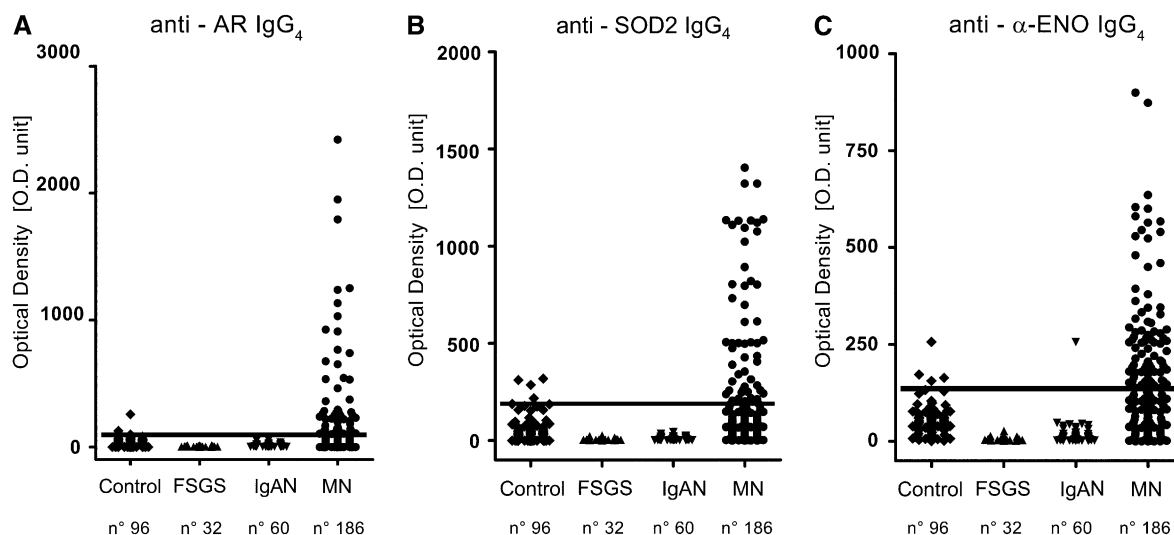 A anti - AR IgG4
Optical Density [O.D. unit]
3000
2000
1000
0
Control FSGS IgAN MN
n° 96 n° 32 n° 60 n° 186
B anti - SOD2 IgG4
Optical Density [O.D. unit]
2000
1500
1000
500
0
Control FSGS IgAN MN
n° 96 n° 32 n° 60 n° 186
C anti - α-ENO IgG4
Optical Density [O.D. unit]
1000
750
500
250
0
Control FSGS IgAN MN
n° 96 n° 32 n° 60 n° 186